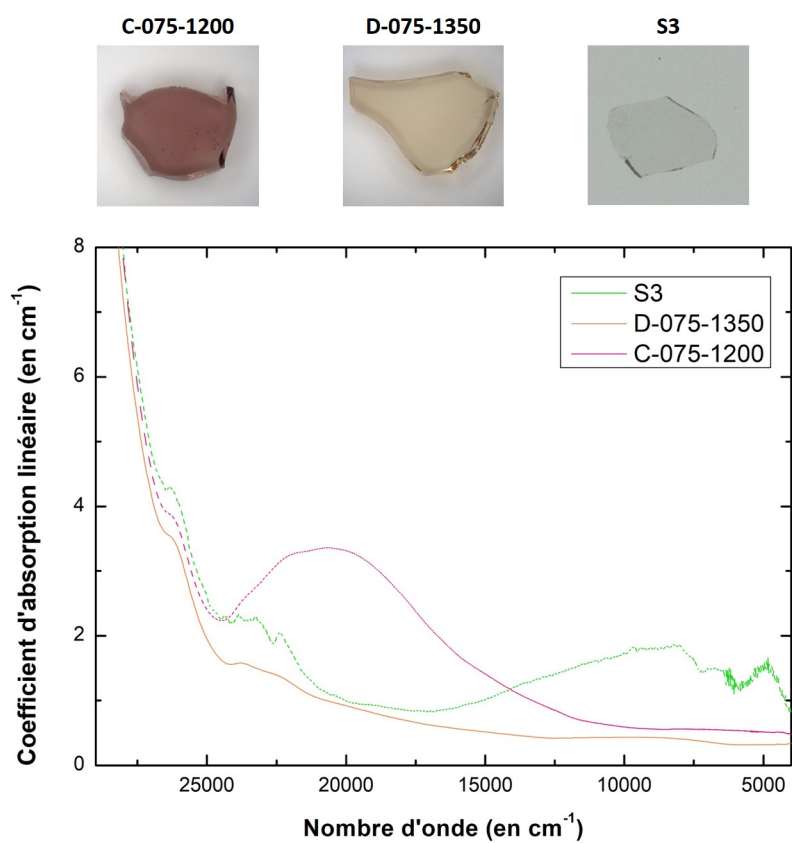 C-075-1200 D-075-1350 S3
8
6
4
2
0
Coefficient d'absorption linéaire (en cm⁻¹)
S3
D-075-1350
C-075-1200
25000 20000 15000 10000 5000
Nombre d'onde (en cm⁻¹)